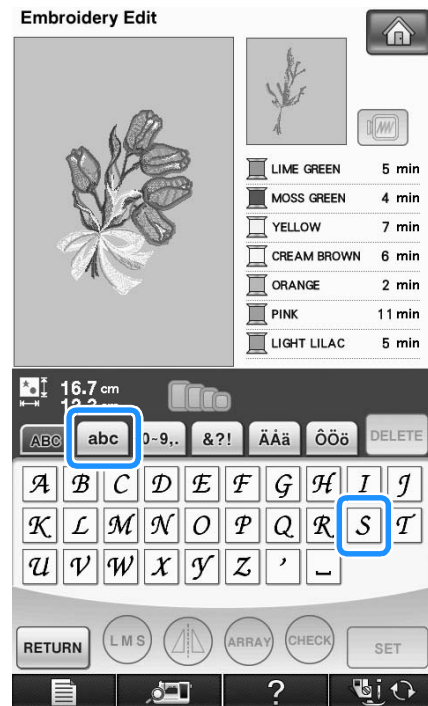 Embroidery Edit
LIME GREEN 5 min
MOSS GREEN 4 min
YELLOW 7 min
CREAM BROWN 6 min
ORANGE 2 min
PINK 11 min
LIGHT LILAC 5 min
16.7 cm
ABC abc 0~9,. &?! ÄÅä ÔÖö DELETE
A B C D E F G H I J
K L M N O P Q R S T
U V W X Y Z ’ ⎵
RETURN L M S ARRAY CHECK SET
?